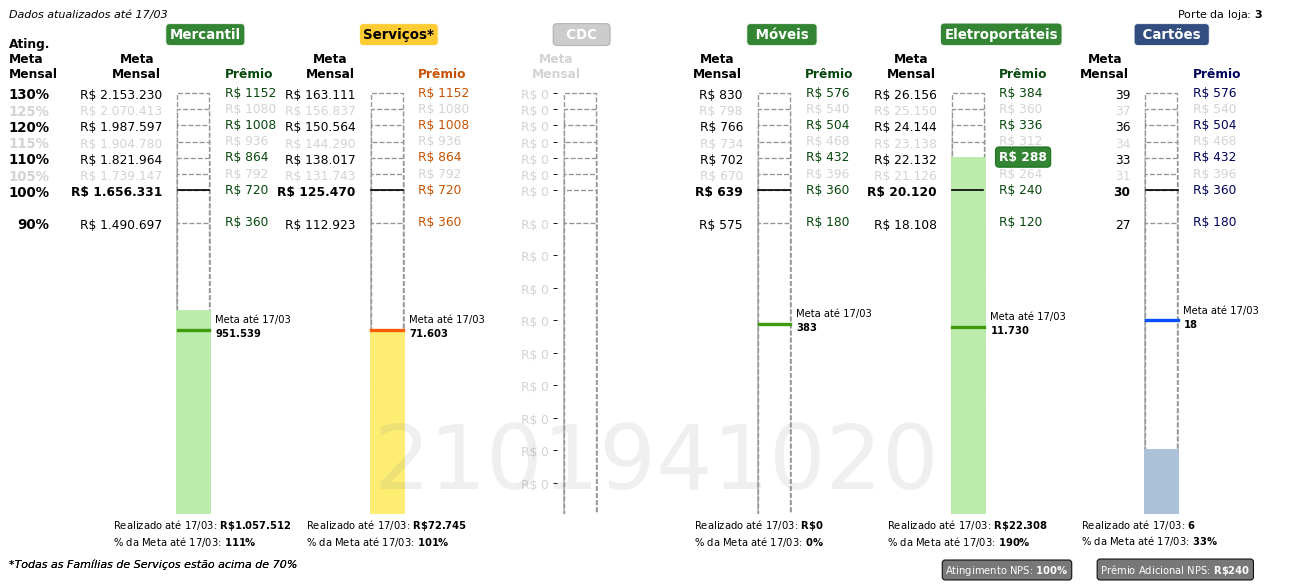 Dados atualizados até 17/03
Porte da loja: 3
Mercantil Serviços* CDC Móveis Eletroportáteis Cartões
Ating. Meta Mensal
Meta Mensal Prêmio Meta Mensal Prêmio Meta Mensal Meta Mensal Prêmio Meta Mensal Prêmio Meta Mensal Prêmio
130% R$ 2.153.230 R$ 1152 R$ 163.111 R$ 1152 R$ 0 R$ 830 R$ 576 R$ 26.156 R$ 384 39 R$ 576
125% R$ 2.070.413 R$ 1080 R$ 156.837 R$ 1080 R$ 0 R$ 798 R$ 540 R$ 25.150 R$ 360 37 R$ 540
120% R$ 1.987.597 R$ 1008 R$ 150.564 R$ 1008 R$ 0 R$ 766 R$ 504 R$ 24.144 R$ 336 36 R$ 504
115% R$ 1.904.780 R$ 936 R$ 144.290 R$ 936 R$ 0 R$ 734 R$ 468 R$ 23.138 R$ 312 34 R$ 468
110% R$ 1.821.964 R$ 864 R$ 138.017 R$ 864 R$ 0 R$ 702 R$ 432 R$ 22.132 R$ 288 33 R$ 432
105% R$ 1.739.147 R$ 792 R$ 131.743 R$ 792 R$ 0 R$ 670 R$ 396 R$ 21.126 R$ 264 31 R$ 396
100% R$ 1.656.331 R$ 720 R$ 125.470 R$ 720 R$ 0 R$ 639 R$ 360 R$ 20.120 R$ 240 30 R$ 360
90% R$ 1.490.697 R$ 360 R$ 112.923 R$ 360 R$ 0 R$ 575 R$ 180 R$ 18.108 R$ 120 27 R$ 180
R$ 0
R$ 0
R$ 0
R$ 0
R$ 0
R$ 0
R$ 0
R$ 0
Meta até 17/03 Meta até 17/03 Meta até 17/03 Meta até 17/03 Meta até 17/03
951.539 71.603 383 11.730 18
2101941020
Realizado até 17/03: R$1.057.512 Realizado até 17/03: R$72.745 Realizado até 17/03: R$0 Realizado até 17/03: R$22.308 Realizado até 17/03: 6
% da Meta até 17/03: 111% % da Meta até 17/03: 101% % da Meta até 17/03: 0% % da Meta até 17/03: 190% % da Meta até 17/03: 33%
*Todas as Famílias de Serviços estão acima de 70%
Atingimento NPS: 100% Prêmio Adicional NPS: R$240